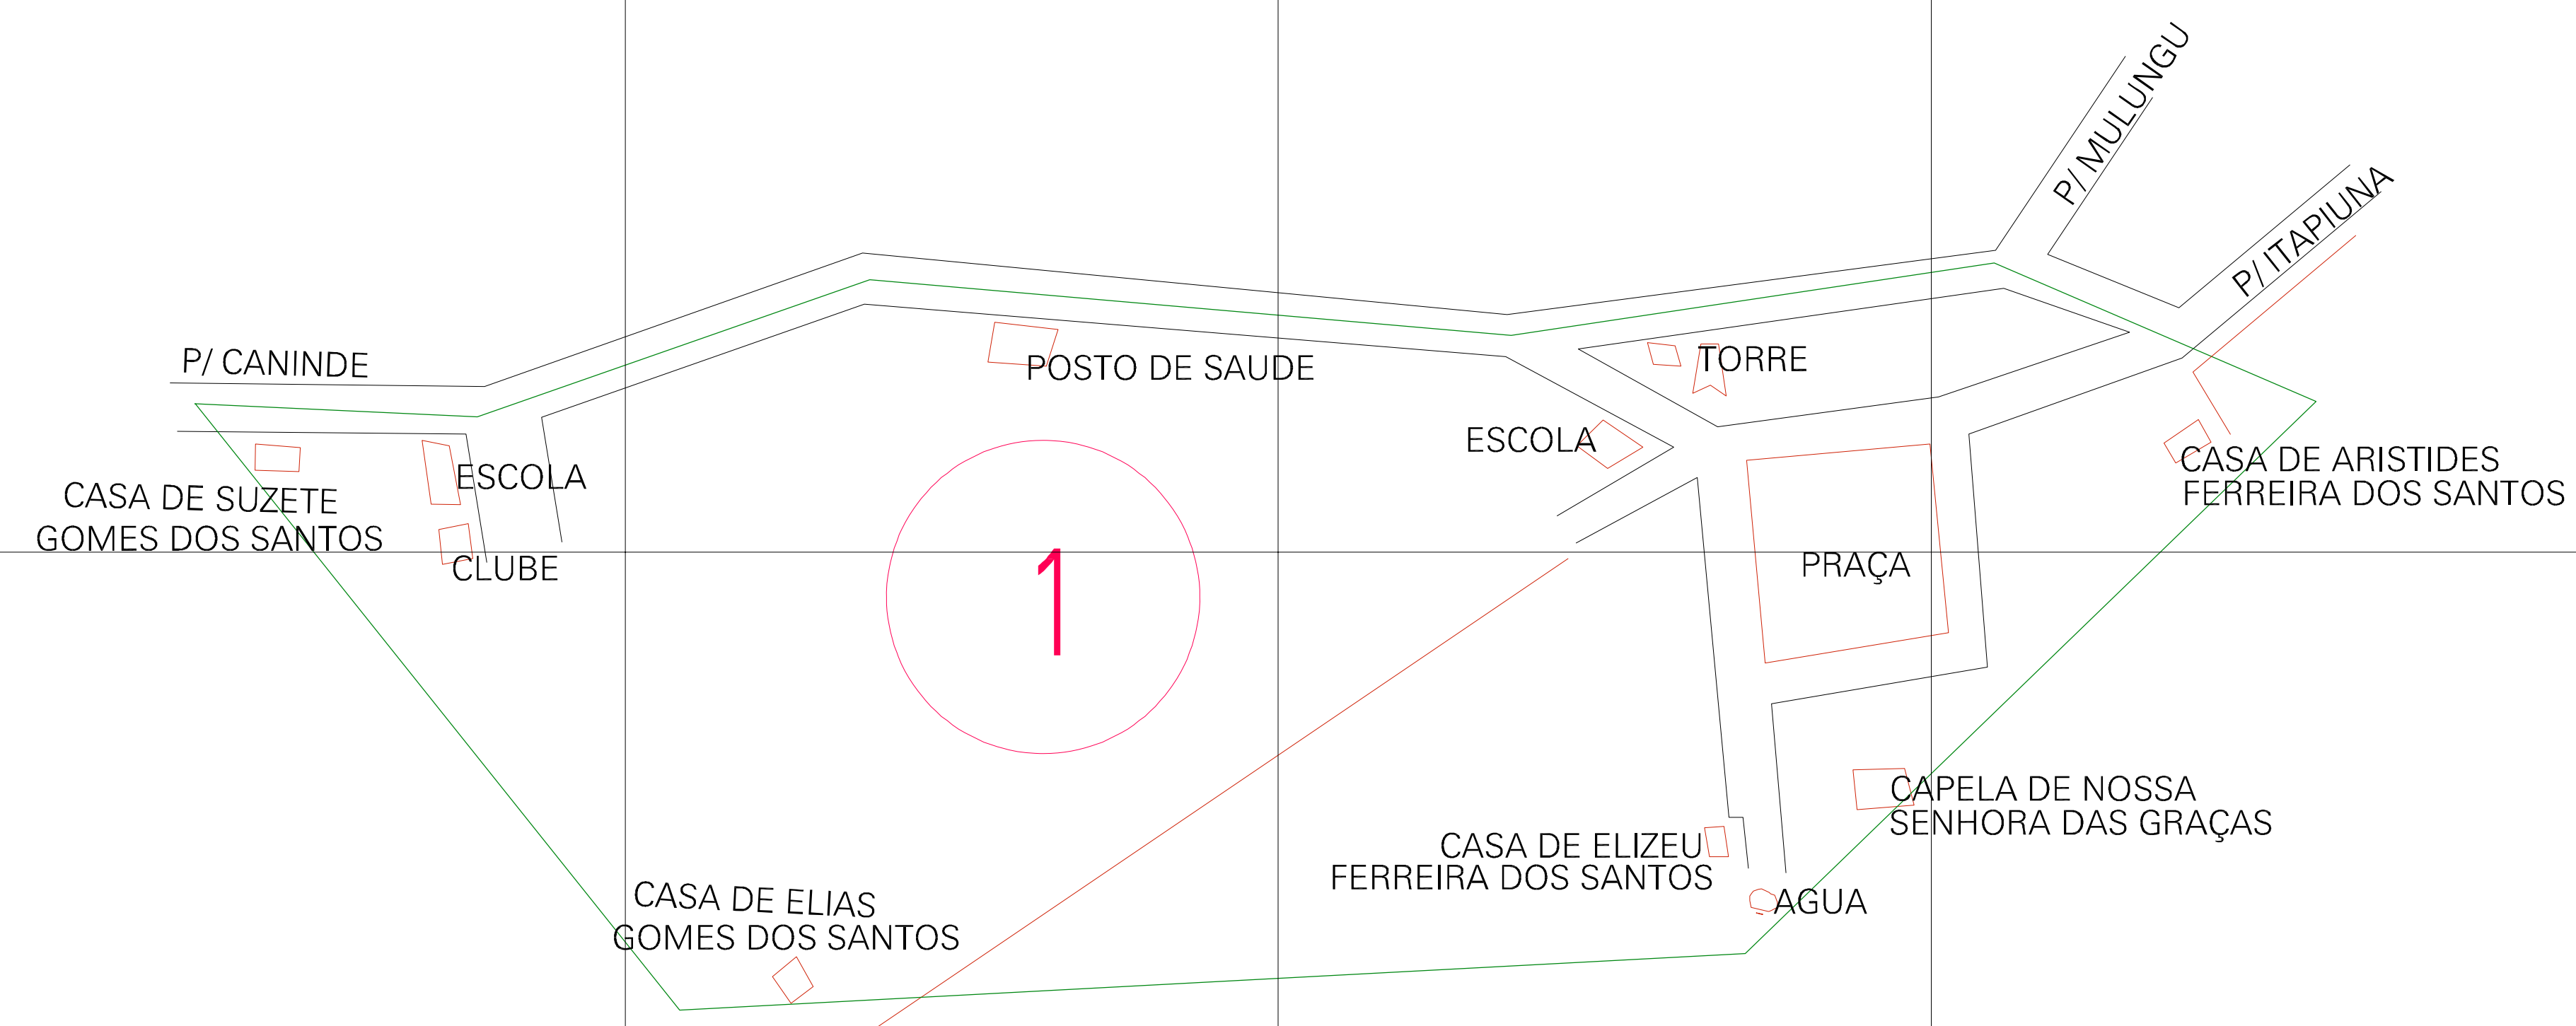 P/ MULUNGU
P/ ITAPIUNA
P/ CANINDE
POSTO DE SAUDE
TORRE
ESCOLA
CASA DE ARISTIDES
FERREIRA DOS SANTOS
ESCOLA
CASA DE SUZETE
GOMES DOS SANTOS
CLUBE
1
PRAÇA
CAPELA DE NOSSA
SENHORA DAS GRAÇAS
CASA DE ELIZEU
FERREIRA DOS SANTOS
AGUA
CASA DE ELIAS
GOMES DOS SANTOS